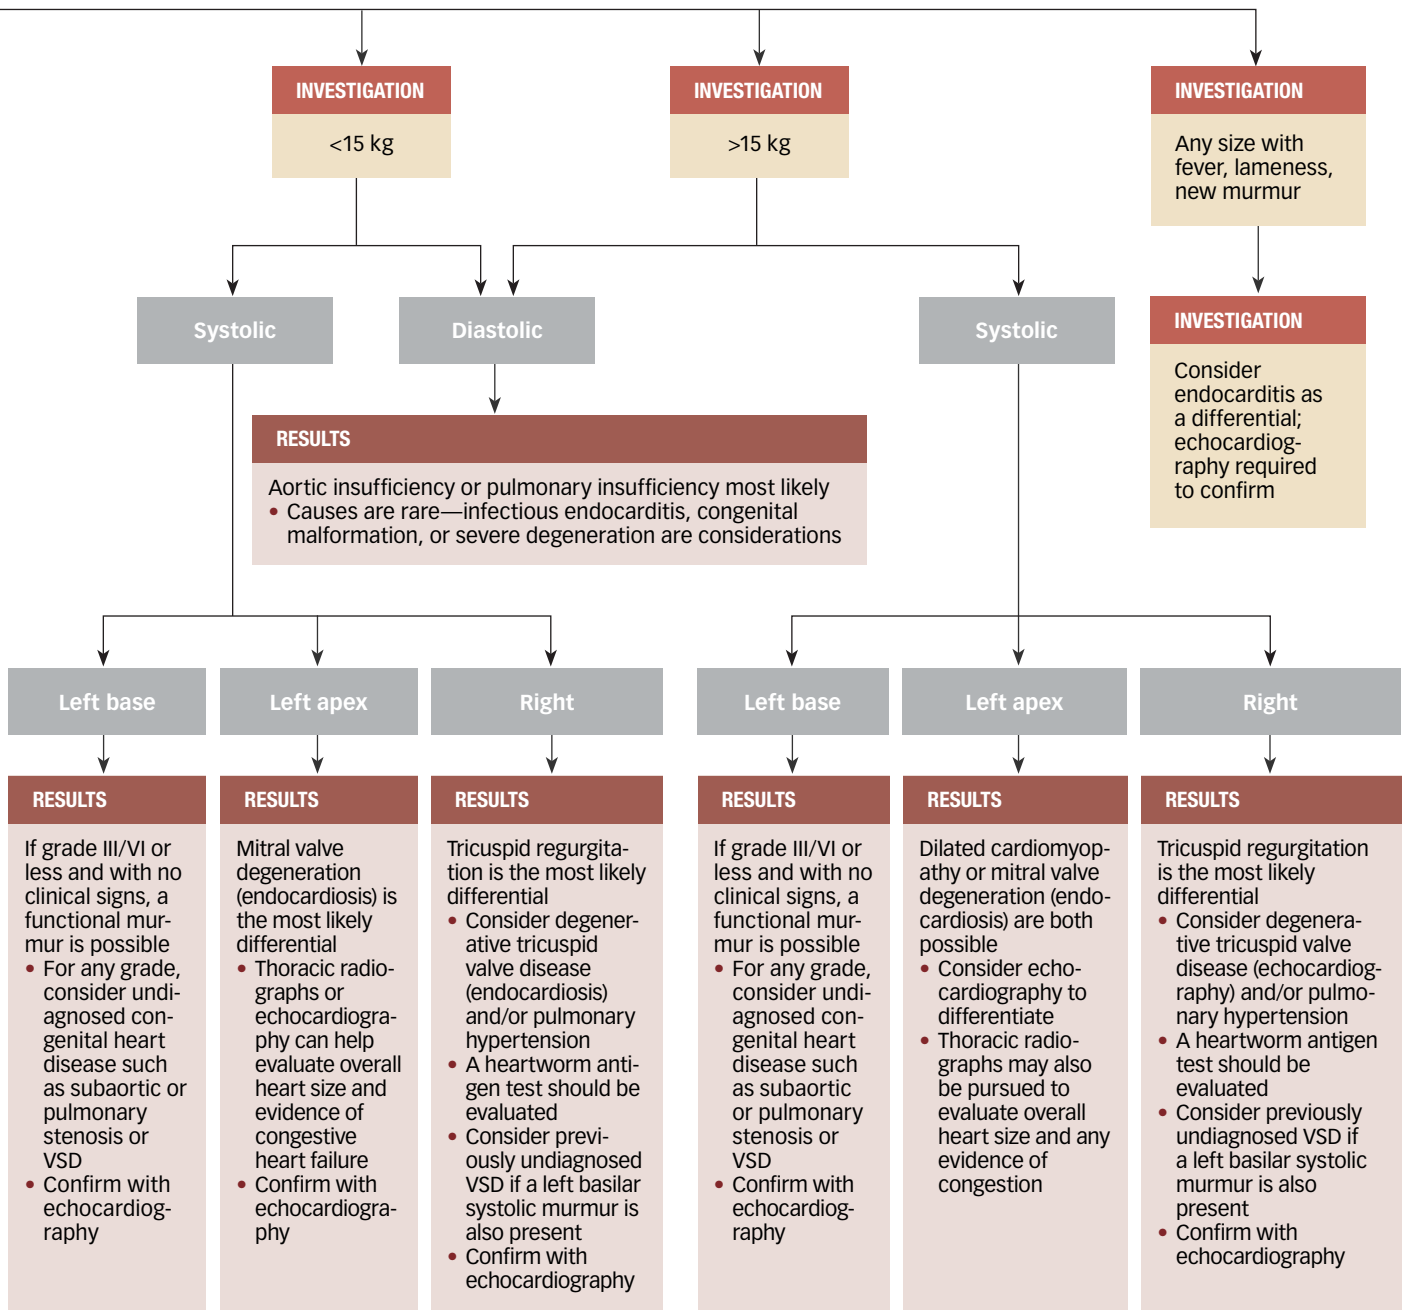 INVESTIGATION
<15 kg
INVESTIGATION
>15 kg
INVESTIGATION
Any size with
fever, lameness,
new murmur
Systolic
Diastolic
Systolic
INVESTIGATION
Consider
endocarditis as
a differential;
echocardiog-
raphy required
to confirm
RESULTS
Aortic insufficiency or pulmonary insufficiency most likely
• Causes are rare—infectious endocarditis, congenital
malformation, or severe degeneration are considerations
Left base
Left apex
Right
Left base
Left apex
Right
RESULTS
If grade III/VI or
less and with no
clinical signs, a
functional mur-
mur is possible
• For any grade,
consider undi-
agnosed con-
genital heart
disease such
as subaortic or
pulmonary
stenosis or
VSD
• Confirm with
echocardiog-
raphy
RESULTS
Mitral valve
degeneration
(endocardiosis) is
the most likely
differential
• Thoracic radio-
graphs or
echocardiogra-
phy can help
evaluate overall
heart size and
evidence of
congestive
heart failure
• Confirm with
echocardiogra-
phy
RESULTS
Tricuspid regurgita-
tion is the most likely
differential
• Consider degener-
ative tricuspid
valve disease
(endocardiosis)
and/or pulmonary
hypertension
• A heartworm anti-
gen test should be
evaluated
• Consider previ-
ously undiagnosed
VSD if a left basilar
systolic murmur is
also present
• Confirm with
echocardiography
RESULTS
If grade III/VI or
less and with no
clinical signs, a
functional mur-
mur is possible
• For any grade,
consider undi-
agnosed con-
genital heart
disease such
as subaortic
or pulmonary
stenosis or
VSD
• Confirm with
echocardiog-
raphy
RESULTS
Dilated cardiomyop-
athy or mitral valve
degeneration (endo-
cardiosis) are both
possible
• Consider echo-
cardiography to
differentiate
• Thoracic radio-
graphs may also
be pursued to
evaluate overall
heart size and any
evidence of
congestion
RESULTS
Tricuspid regurgitation
is the most likely
differential
• Consider degenera-
tive tricuspid valve
disease (echocardiog-
raphy) and/or pulmo-
nary hypertension
• A heartworm antigen
test should be
evaluated
• Consider previously
undiagnosed VSD if
a left basilar systolic
murmur is also
present
• Confirm with
echocardiography